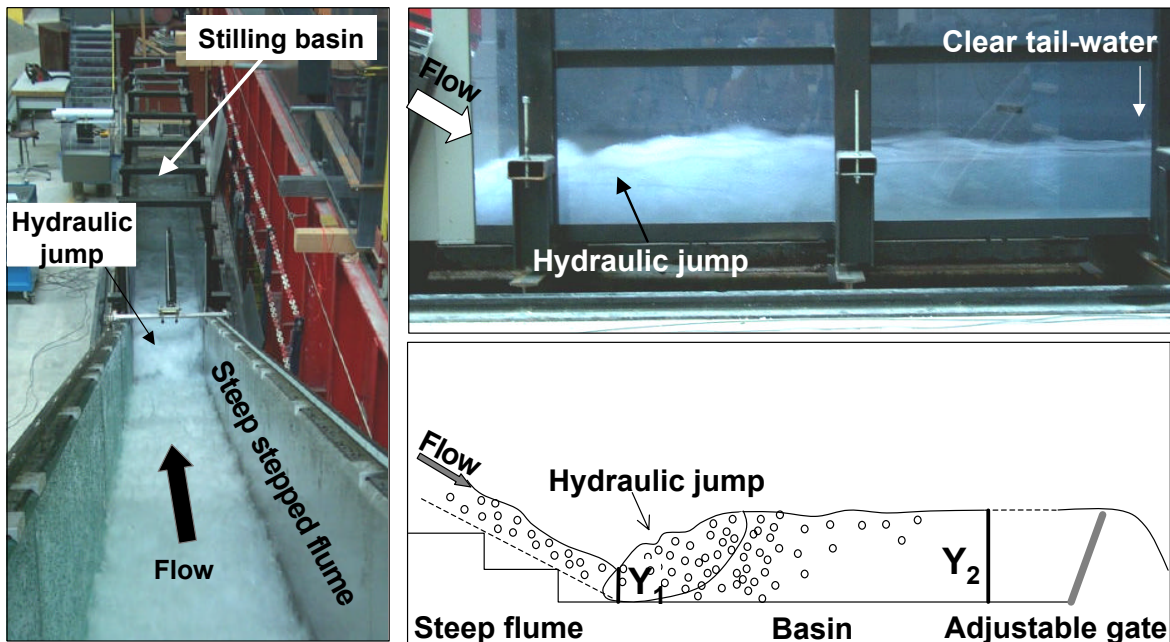 Stilling basin
Hydraulic
jump
Steep stepped flume
Flow
Flow
Clear tail-water
Hydraulic jump
Flow
Hydraulic jump
Y1
Y2
Steep flume
Basin
Adjustable gate